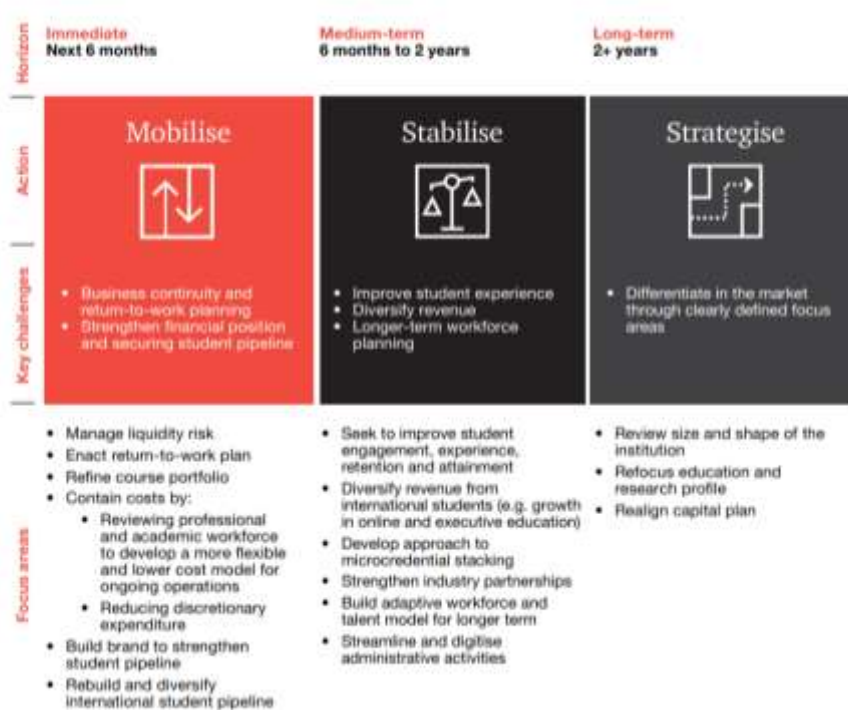 Horizon
Immediate
Next 6 months
Medium-term
6 months to 2 years
Long-term
2+ years
Action
Mobilise
Stabilise
Strategise
Key challenges
• Business continuity and
return-to-work planning
• Strengthen financial position
and securing student pipeline
• Improve student experience
• Diversify revenue
• Longer-term workforce
planning
• Differentiate in the market
through clearly defined focus
areas
Focus areas
• Manage liquidity risk
• Enact return-to-work plan
• Refine course portfolio
• Contain costs by:
• Reviewing professional
and academic workforce
to develop a more flexible
and lower cost model for
ongoing operations
• Reducing discretionary
expenditure
• Build brand to strengthen
student pipeline
• Rebuild and diversify
international student pipeline
• Seek to improve student
engagement, experience,
retention and attainment
• Diversify revenue from
international students (e.g. growth
in online and executive education)
• Develop approach to
microcredential stacking
• Strengthen industry partnerships
• Build adaptive workforce and
talent model for longer term
• Streamline and digitise
administrative activities
• Review size and shape of the
institution
• Refocus education and
research profile
• Realign capital plan